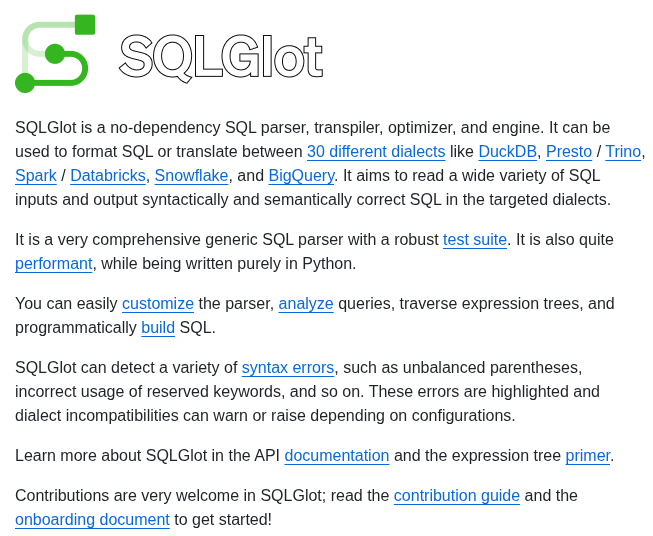 SQLGlot
SQLGlot is a no-dependency SQL parser, transpiler, optimizer, and engine. It can be
used to format SQL or translate between 30 different dialects like DuckDB, Presto / Trino,
Spark / Databricks, Snowflake, and BigQuery. It aims to read a wide variety of SQL
inputs and output syntactically and semantically correct SQL in the targeted dialects.
It is a very comprehensive generic SQL parser with a robust test suite. It is also quite
performant, while being written purely in Python.
You can easily customize the parser, analyze queries, traverse expression trees, and
programmatically build SQL.
SQLGlot can detect a variety of syntax errors, such as unbalanced parentheses,
incorrect usage of reserved keywords, and so on. These errors are highlighted and
dialect incompatibilities can warn or raise depending on configurations.
Learn more about SQLGlot in the API documentation and the expression tree primer.
Contributions are very welcome in SQLGlot; read the contribution guide and the
onboarding document to get started!